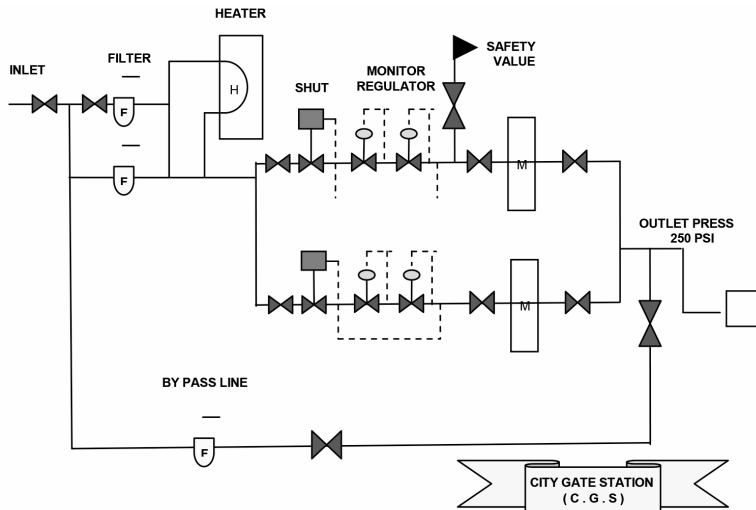 HEATER
FILTER
SAFETY
VALUE
INLET
MONITOR
REGULATOR
SHUT
H
F
F
M
OUTLET PRESS
250 PSI
M
BY PASS LINE
F
CITY GATE STATION
( C . G . S )